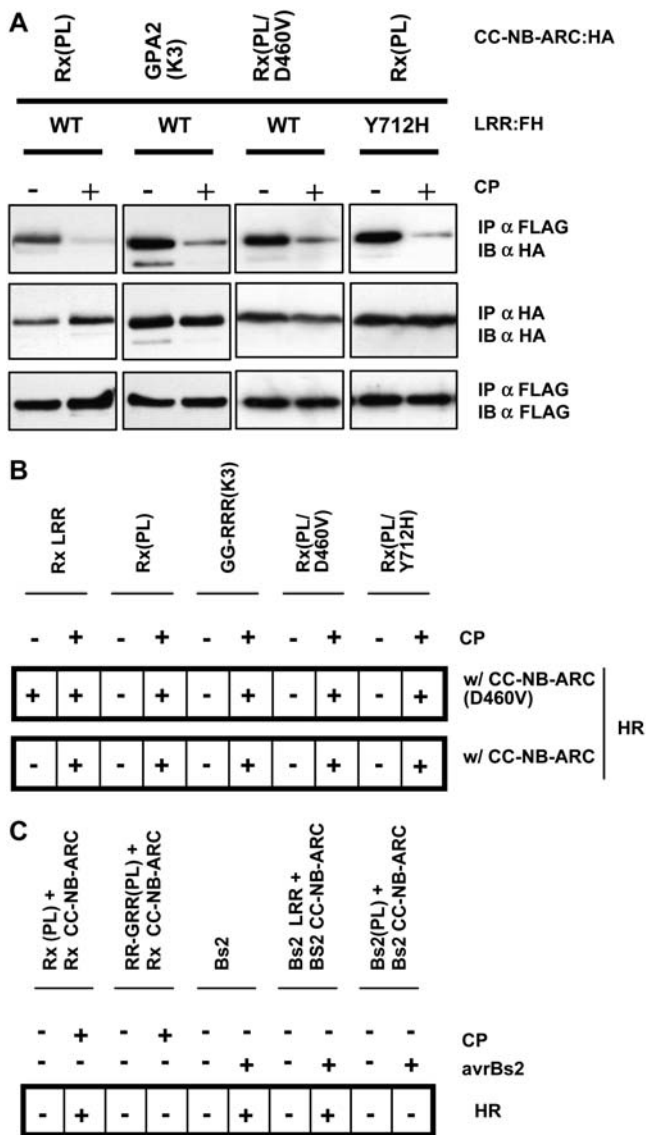 A
Rx(PL)
GPA2
(K3)
Rx(PL/
D460V)
Rx(PL)
CC-NB-ARC:HA
WT WT WT Y712H LRR:FH
- + - + - + - + CP
IP α FLAG
IB α HA
IP α HA
IB α HA
IP α FLAG
IB α FLAG
B
Rx LRR
Rx(PL)
GG-RRR(K3)
Rx(PL/
D460V)
Rx(PL/
Y712H)
- + - + - + - + - + CP
+ + - + - + - + - + w/ CC-NB-ARC
(D460V)
HR
- + - + - + - + - + w/ CC-NB-ARC
C
Rx (PL) +
Rx CC-NB-ARC
RR-GRR(PL) +
Rx CC-NB-ARC
Bs2
Bs2 LRR +
BS2 CC-NB-ARC
Bs2(PL) +
Bs2 CC-NB-ARC
- + - + - - - - - - CP
- - - - - + - + - + avrBs2
- + - - - + - + - - HR